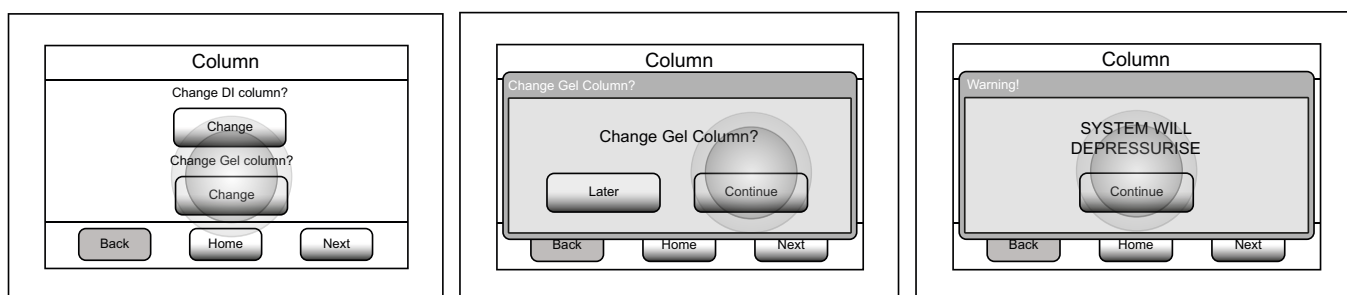 Column
Change DI column?
Change
Change Gel column?
Change
Back
Home
Next
Column
Change Gel Column?
Change Gel Column?
Later
Continue
Back
Home
Next
Column
Warning!
SYSTEM WILL
DEPRESSURISE
Continue
Back
Home
Next